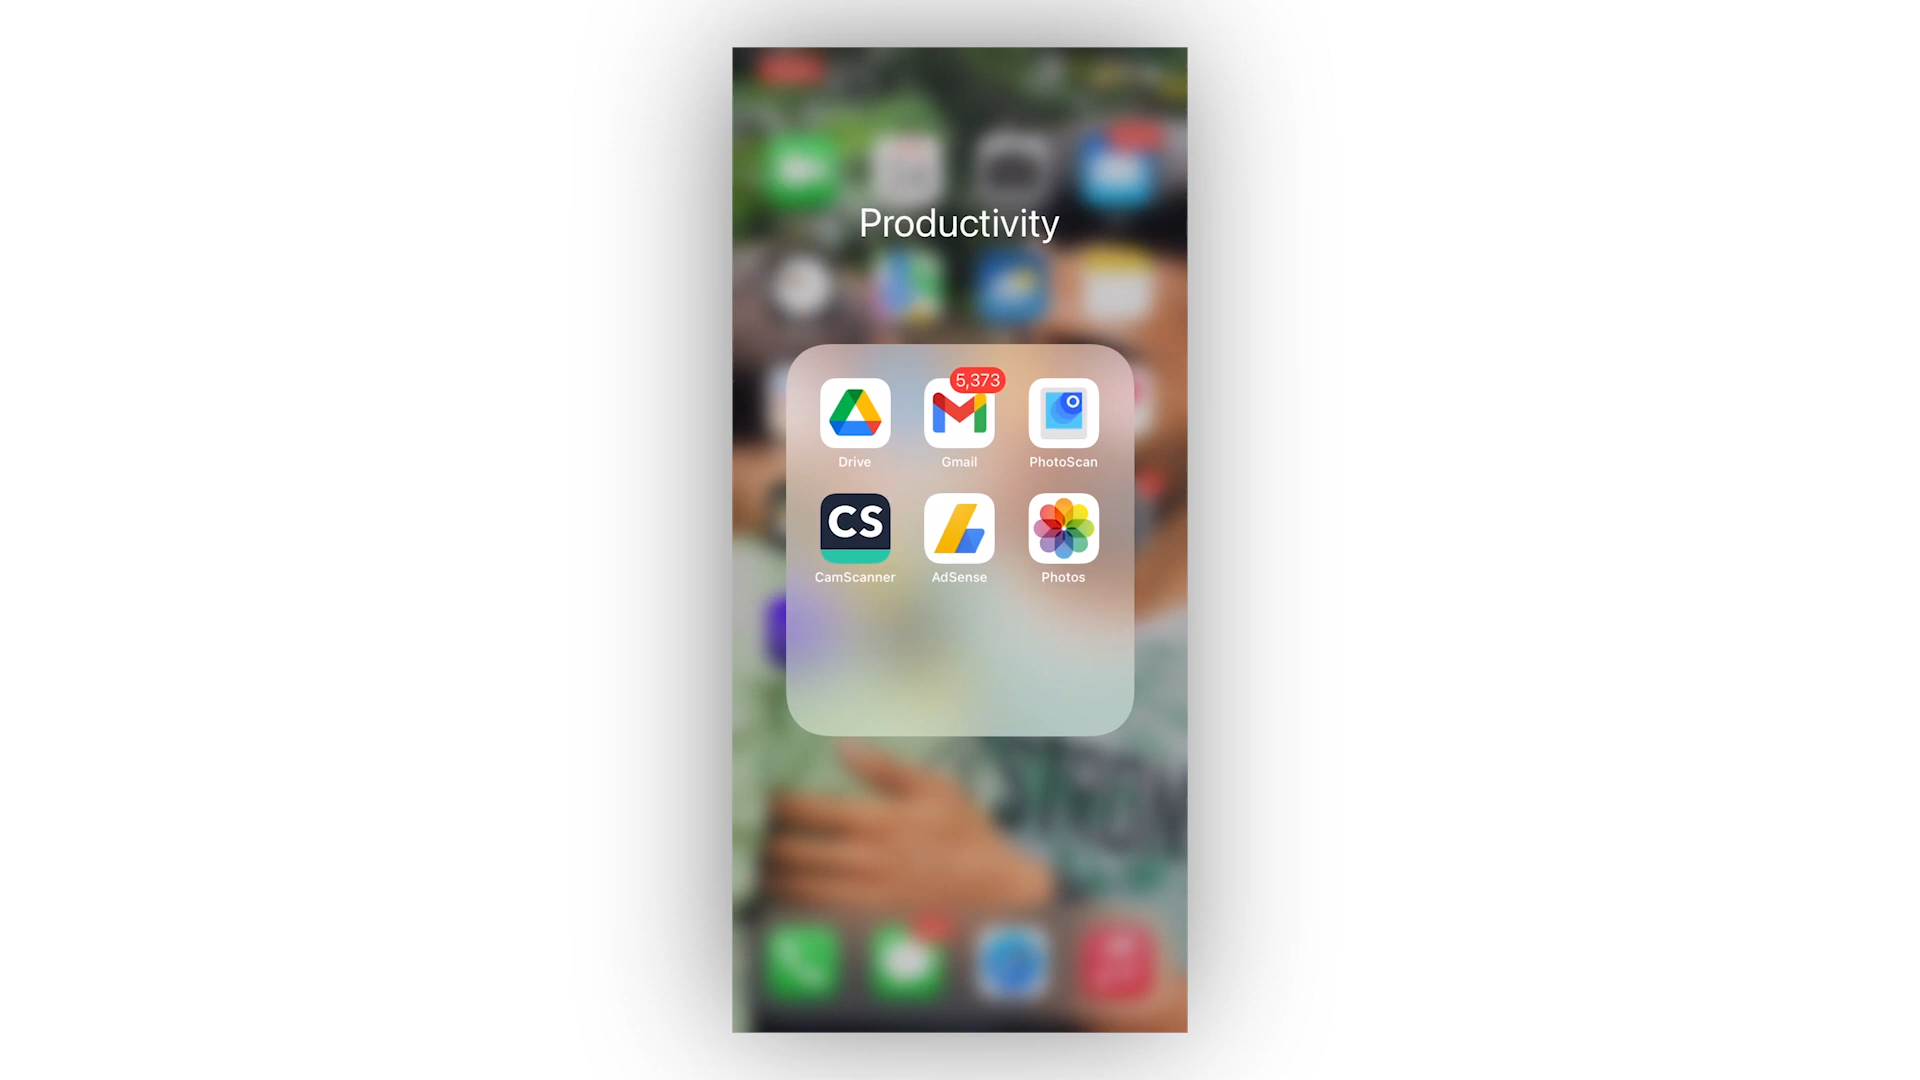 Productivity
5,373
Drive Gmail PhotoScan
CS
CamScanner AdSense Photos